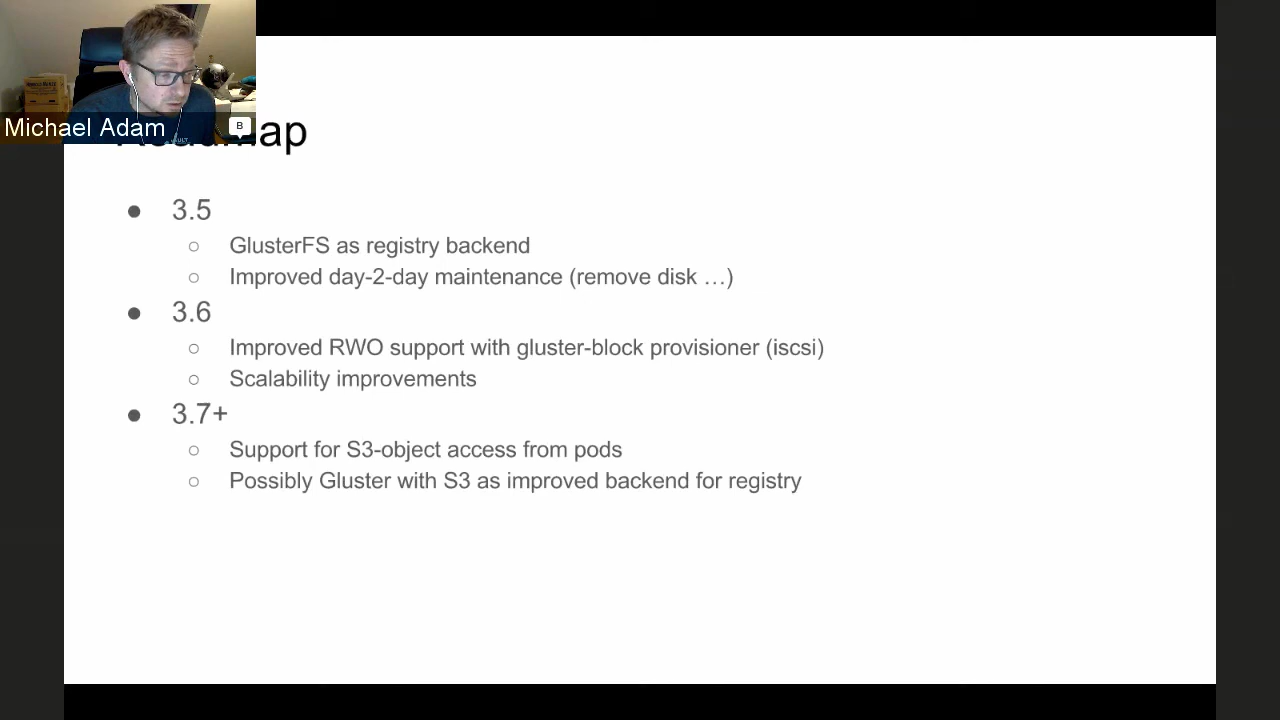 Michael Adam
B
Roadmap
● 3.5
○ GlusterFS as registry backend
○ Improved day-2-day maintenance (remove disk …)
● 3.6
○ Improved RWO support with gluster-block provisioner (iscsi)
○ Scalability improvements
● 3.7+
○ Support for S3-object access from pods
○ Possibly Gluster with S3 as improved backend for registry